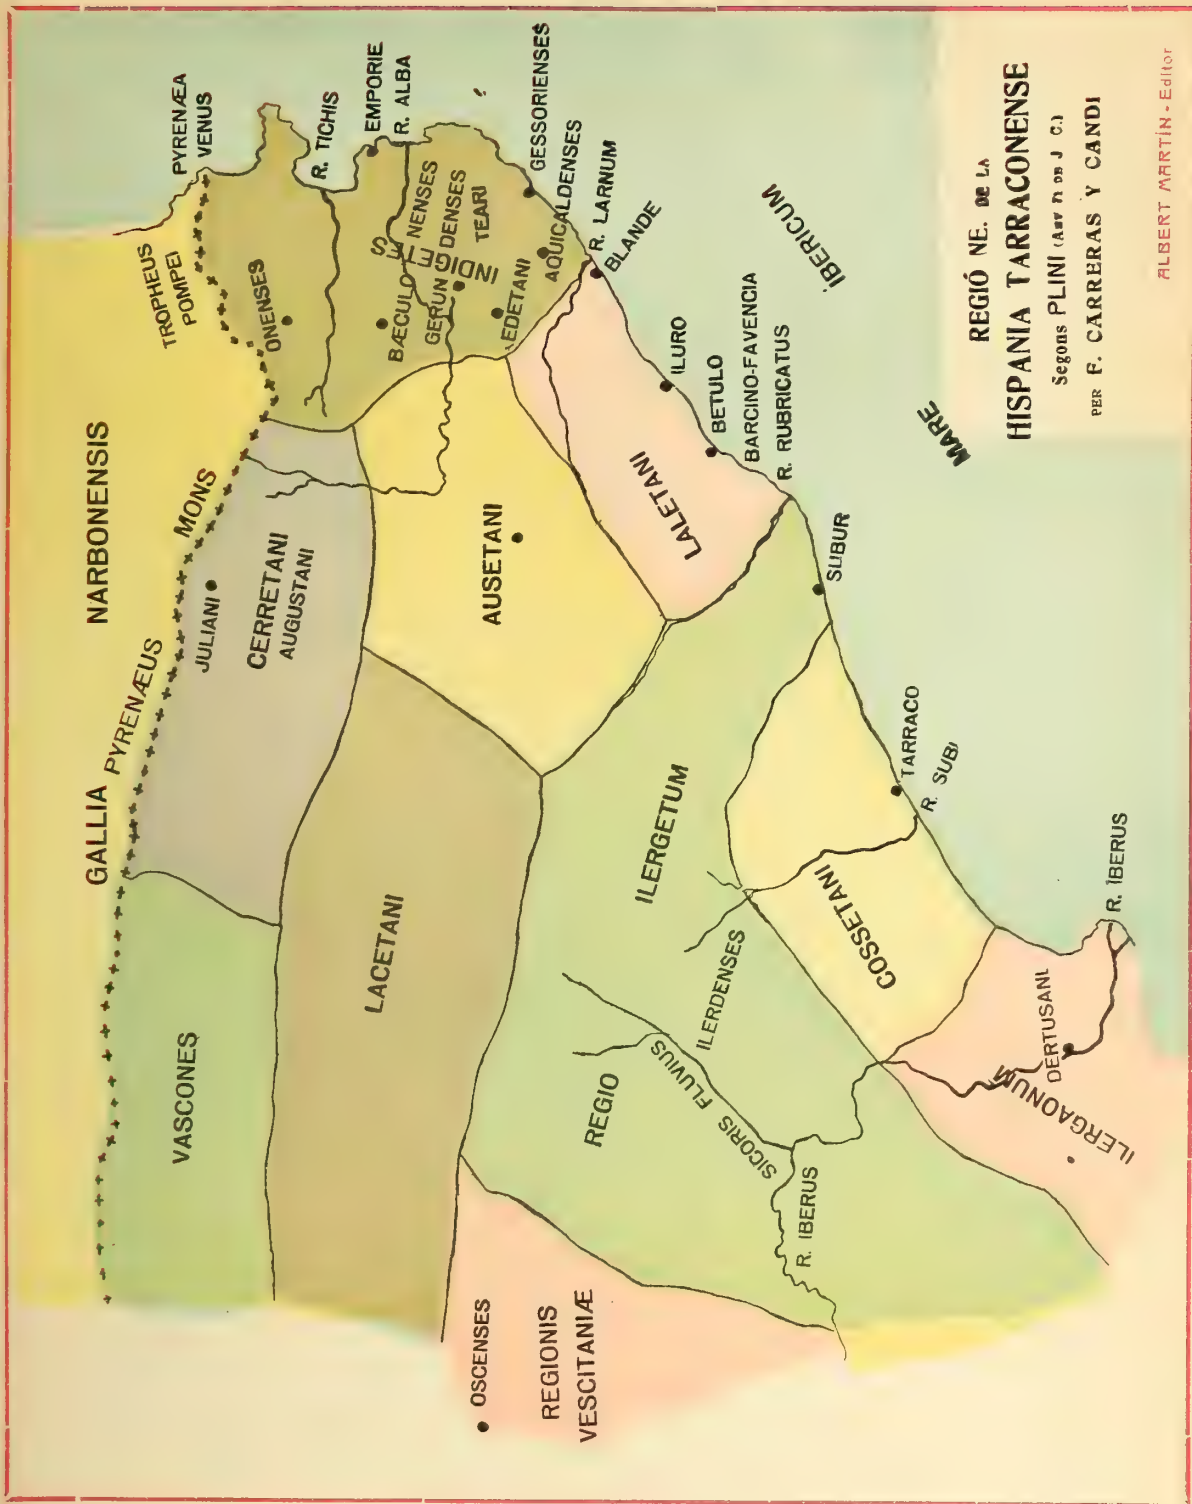 REGIÓ NE. DE LA
HISPANIA TARRACONENSE
Segons PLINI
PER F. CARRERAS Y CANDI
ALBERT MARTÍN - Editor
GALLIA NARBONENSIS
PYRENÆUS MONS
TROPHEUS
POMPEI
PYRENÆA
VENUS
VASCONES
JULIANI
CERRETANI
AUGUSTANI
ONENSES
R. TICHIS
EMPORIE
R. ALBA
BÆCULO NENSES
INDIGETES
GERUN DENSES
TEARI
EDETANI
GESSORIENSES
AQUICALDENSES
R. LARNUM
BLANDE
LACETANI
AUSETANI
LALETANI
ILURO
BETULO
BARCINO-FAVENCIA
R. RUBRICATUS
SUBUR
OSCENSES
REGIONIS
VESCITANIÆ
REGIO ILERGETUM
ILERDENSES
SICORIS FLUVIUS
R. IBERUS
COSSETANI
TARRACO
R. SUBI
DERTUSANI
ILERGAONUM
R. IBERUS
MARE IBERICUM